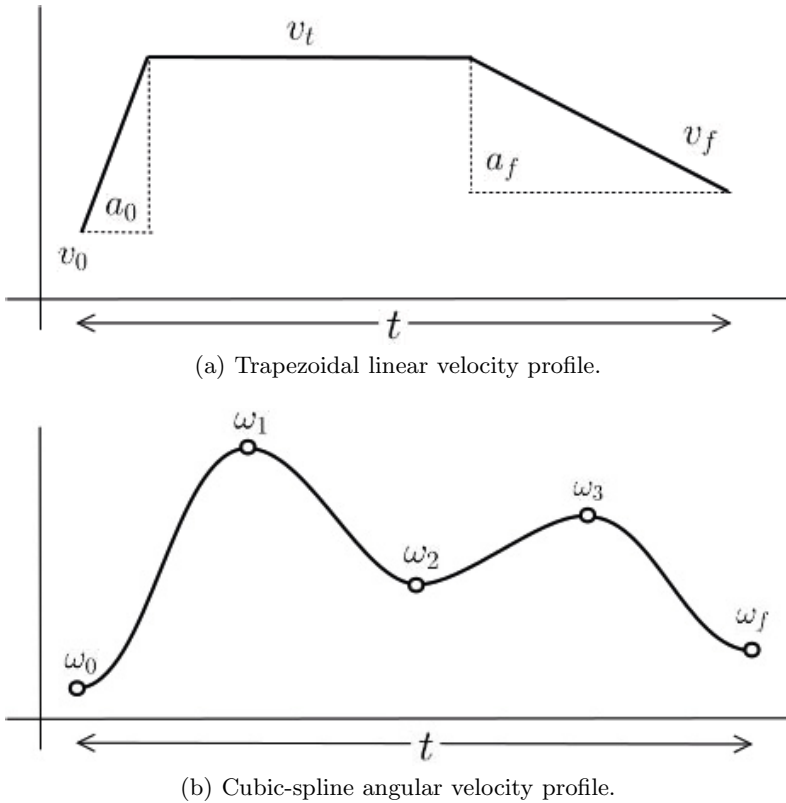 v_t
v_f
a_f
a_0
v_0
t
(a) Trapezoidal linear velocity profile.
ω_1
ω_3
ω_2
ω_f
ω_0
t
(b) Cubic-spline angular velocity profile.